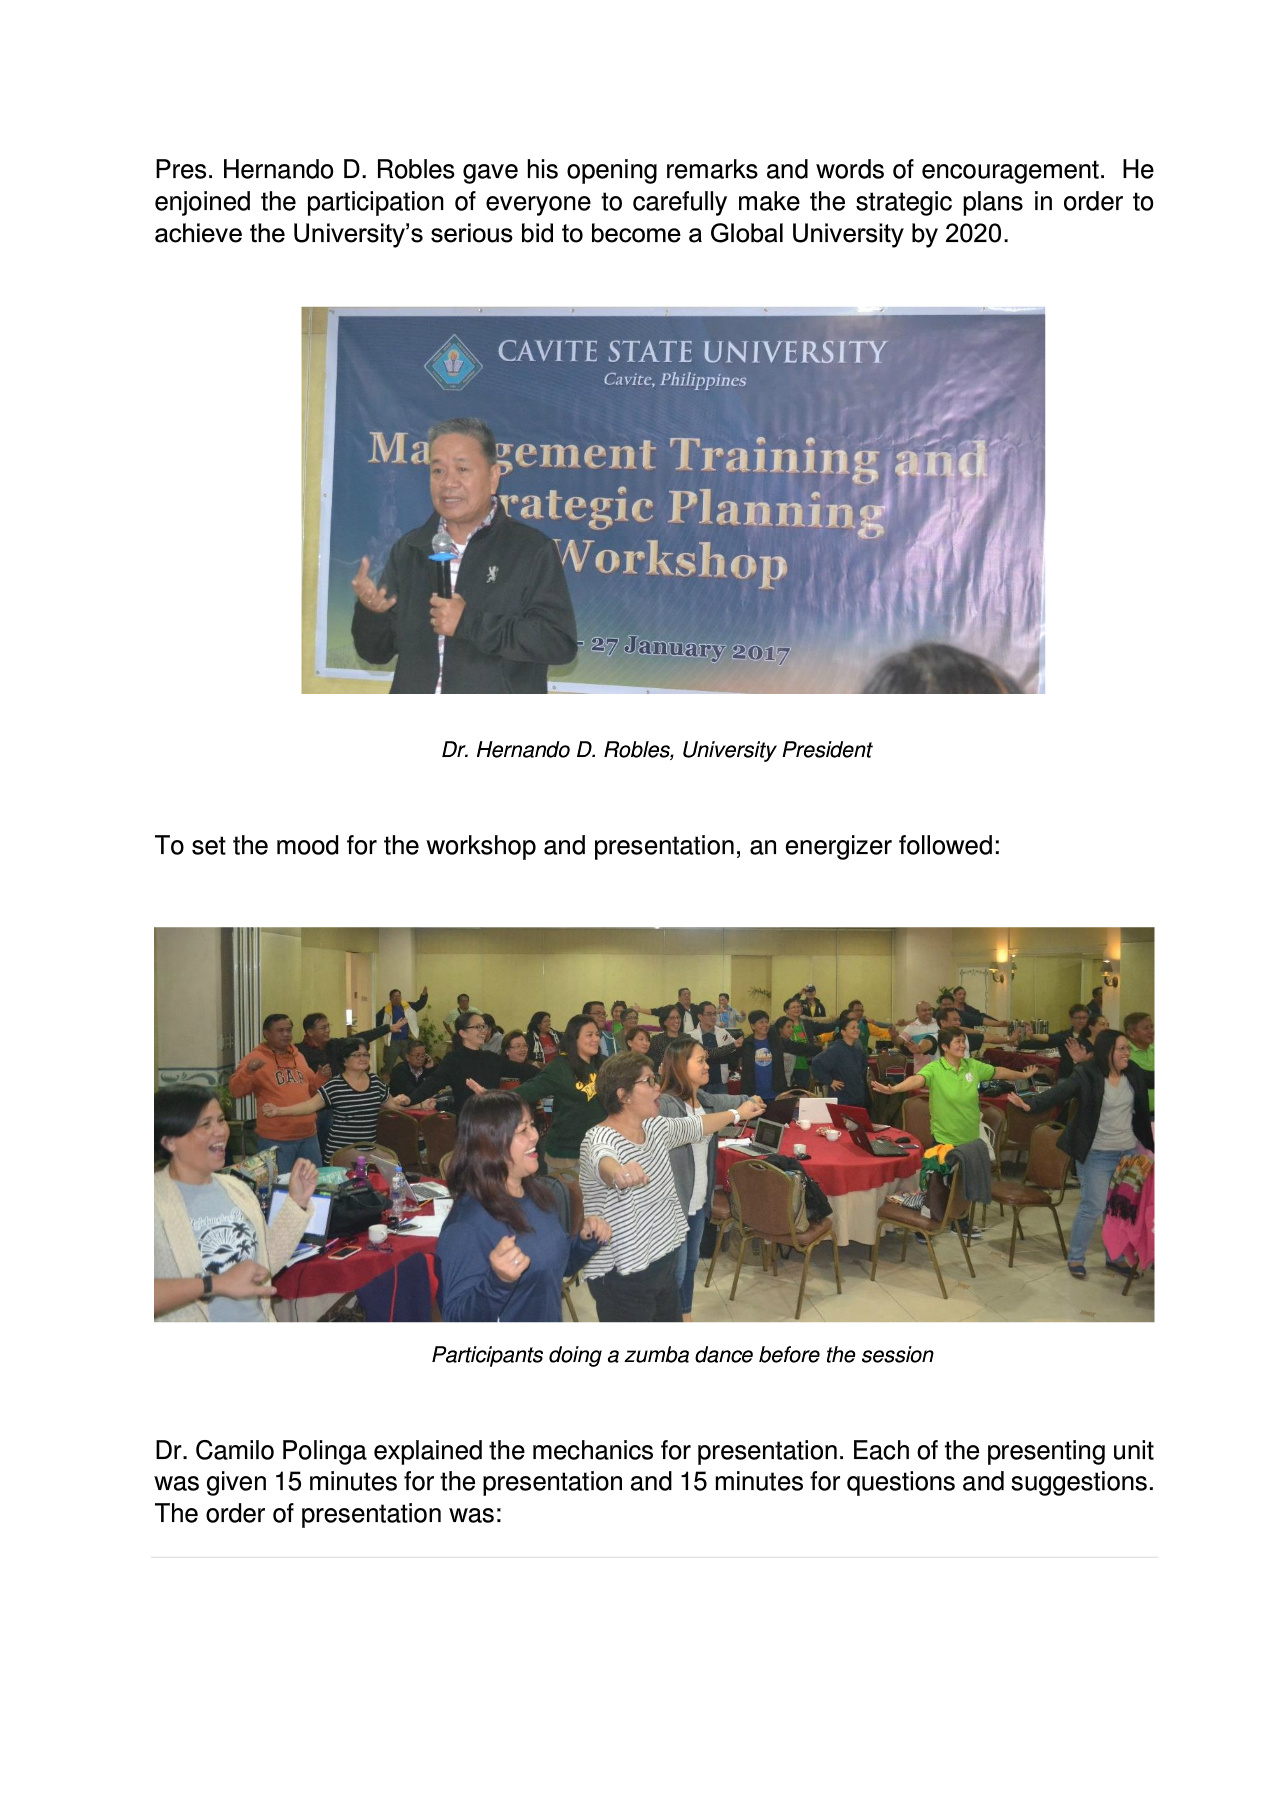 Pres. Hernando D. Robles gave his opening remarks and words of encouragement. He
enjoined the participation of everyone to carefully make the strategic plans in order to
achieve the University’s serious bid to become a Global University by 2020.
CAVITE STATE UNIVERSITY
Cavite, Philippines
Ma gement Training and
rategic Planning
Workshop
- 27 January 2017
Dr. Hernando D. Robles, University President
To set the mood for the workshop and presentation, an energizer followed:
GAP
Participants doing a zumba dance before the session
Dr. Camilo Polinga explained the mechanics for presentation. Each of the presenting unit
was given 15 minutes for the presentation and 15 minutes for questions and suggestions.
The order of presentation was: